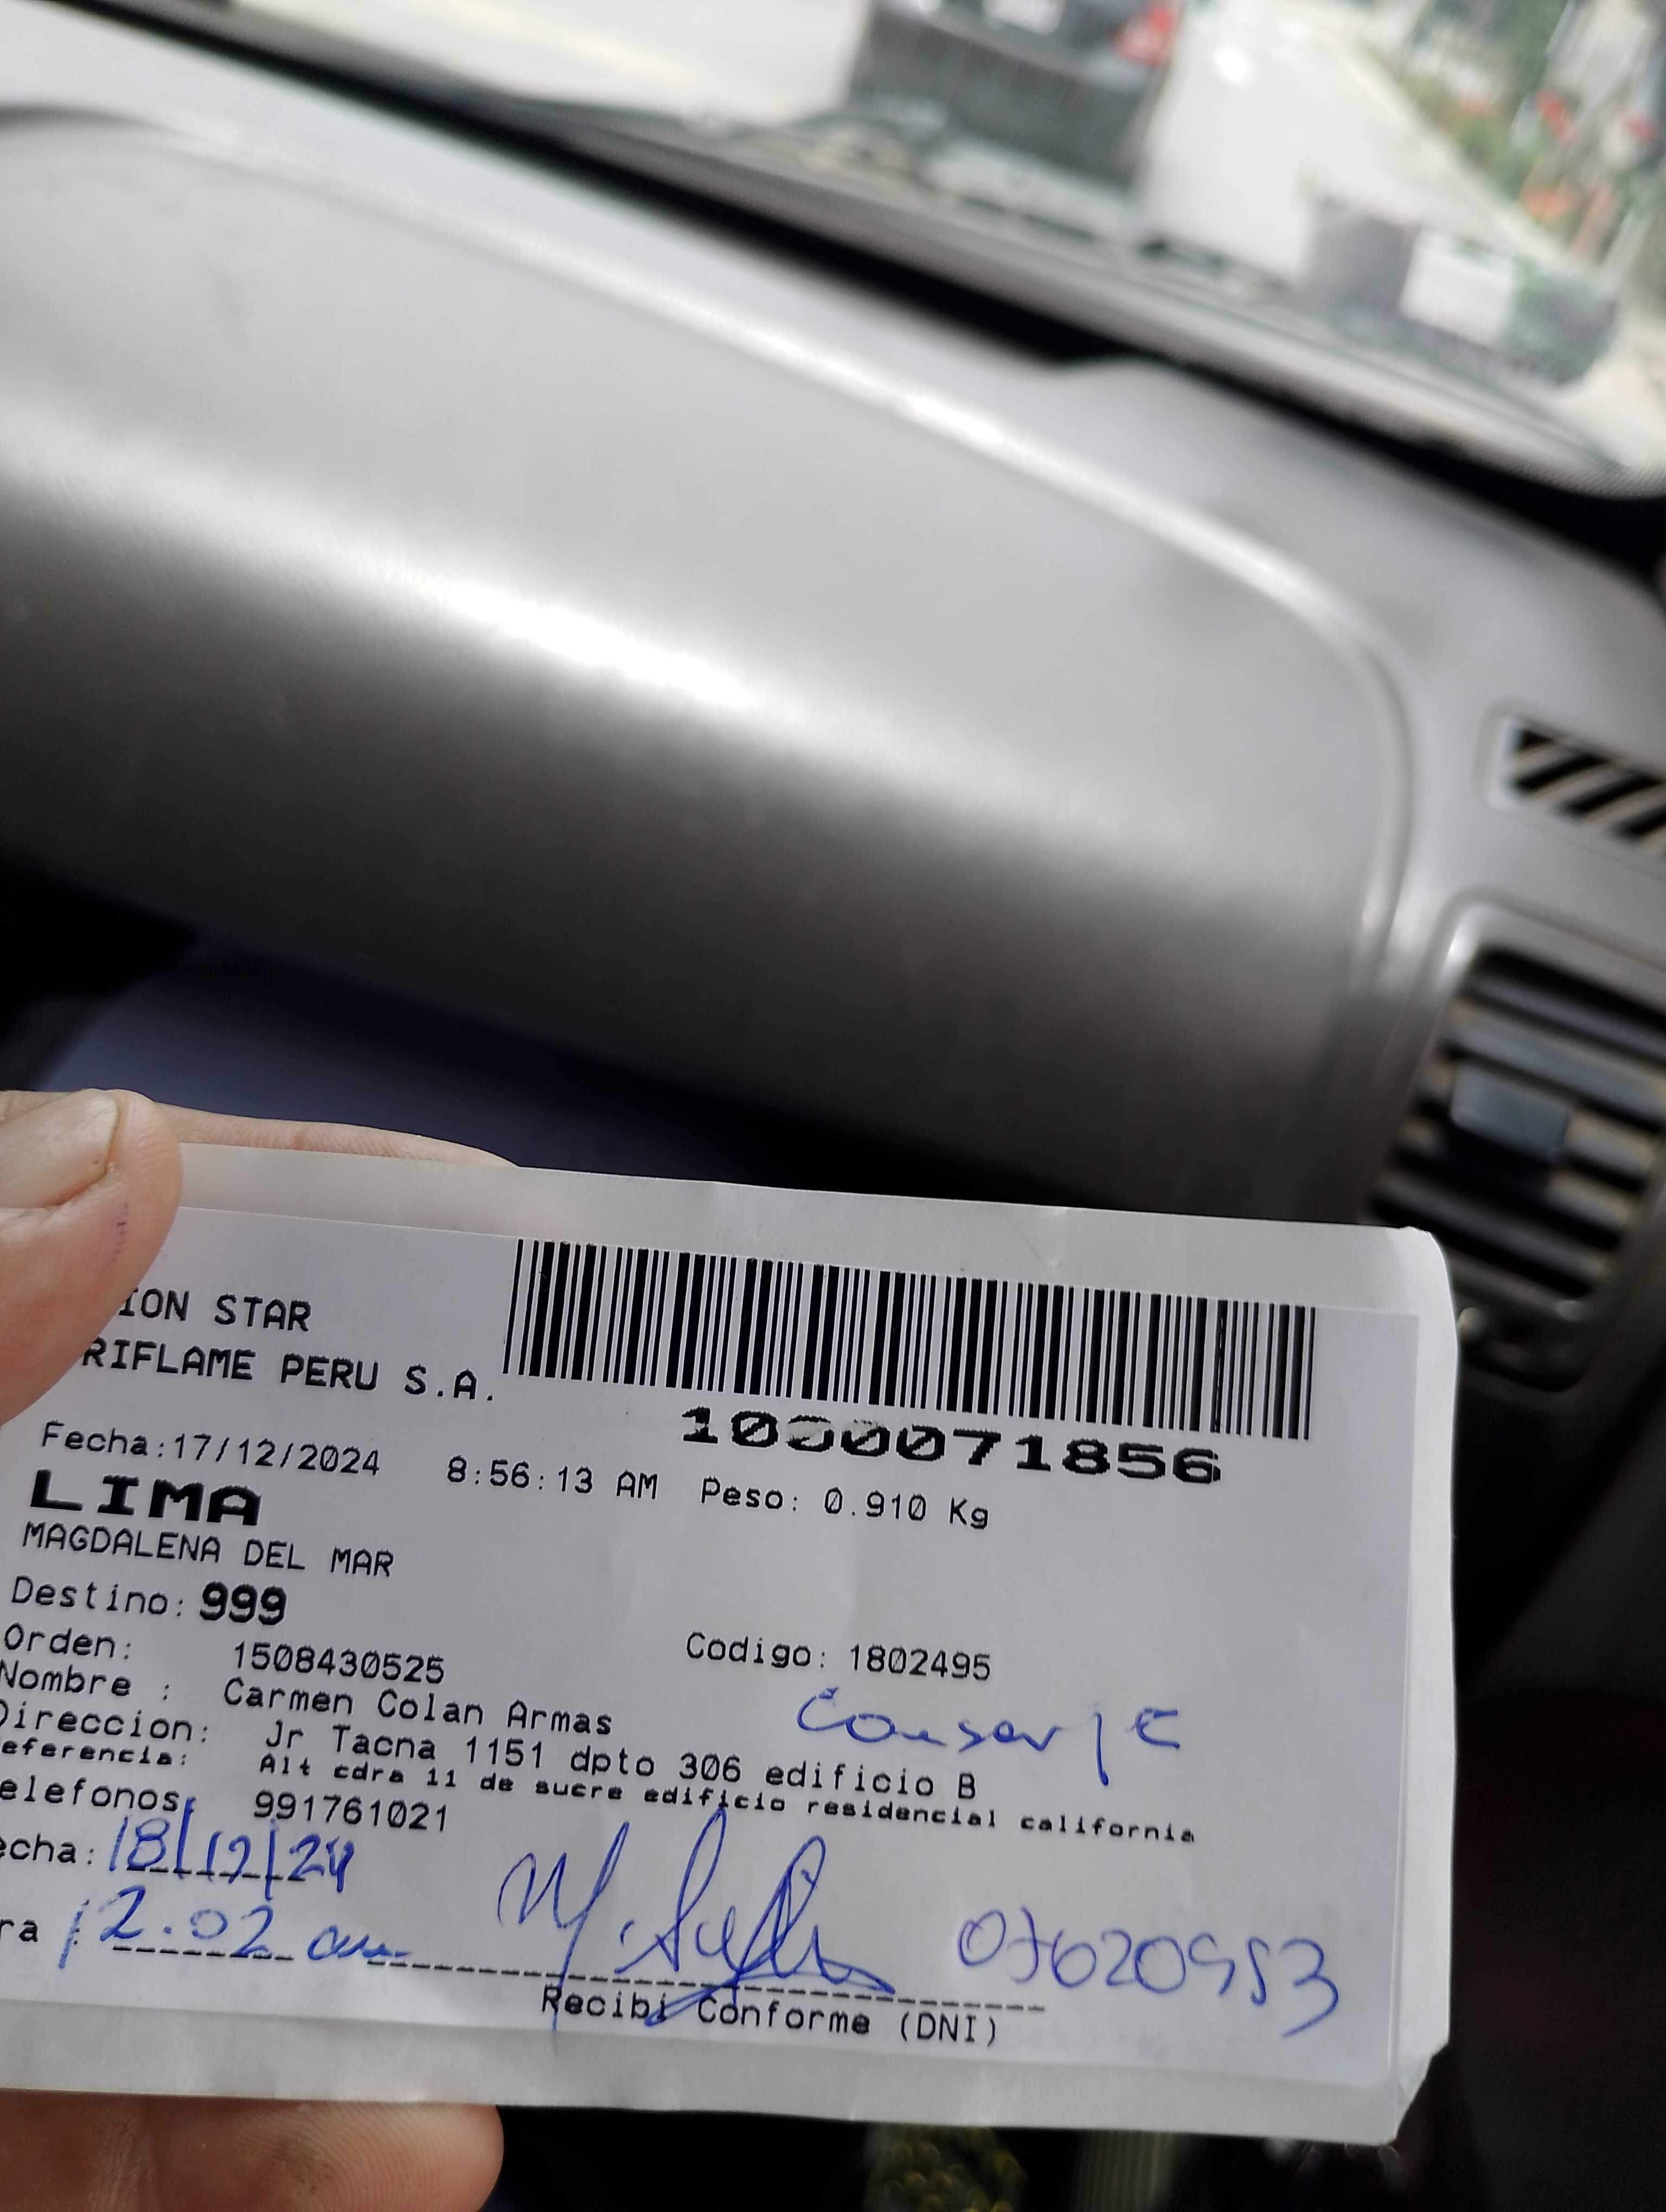 ION STAR
RIFLAME PERU S.A.
1000071856
Fecha:17/12/2024 8:56:13 AM Peso: 0.910 Kg
LIMA
MAGDALENA DEL MAR
Destino: 999
Orden: 1508430525 Codigo: 1802495
Nombre : Carmen Colan Armas
Conserje
Direccion: Jr Tacna 1151 dpto 306 edificio B
eferencia: Alt cdra 11 de sucre edificio residencial california
elefonos: 991761021
echa: 18/12/24
ra 12:02
Recibi Conforme (DNI)